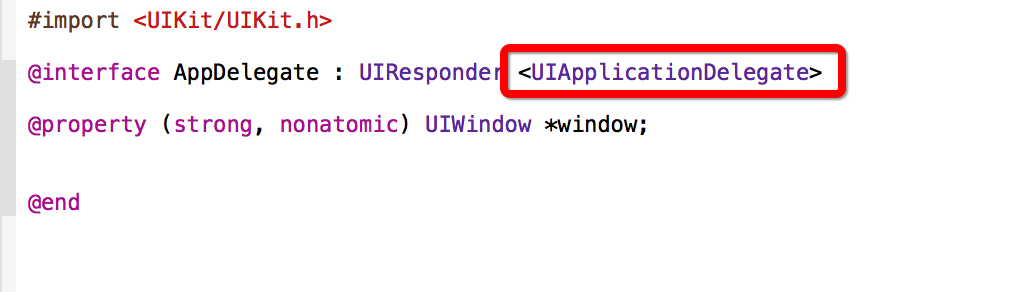 #import <UIKit/UIKit.h>
@interface AppDelegate : UIResponder <UIApplicationDelegate>
@property (strong, nonatomic) UIWindow *window;
@end